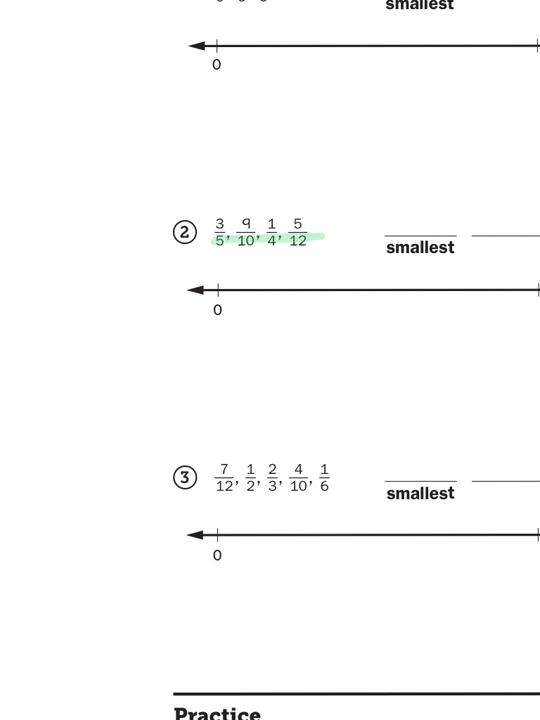 smallest
0
2 3/5, 9/10, 1/4, 5/12
smallest
0
3 7/12, 1/2, 2/3, 4/10, 1/6
smallest
0
Practice